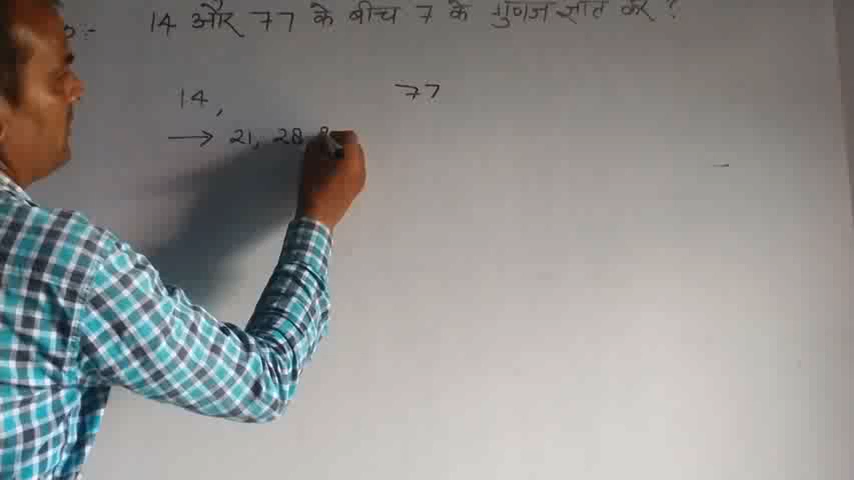 14 और 77 के बीच 7 के गुणज ज्ञात करें ?
14, 77
→ 21, 28